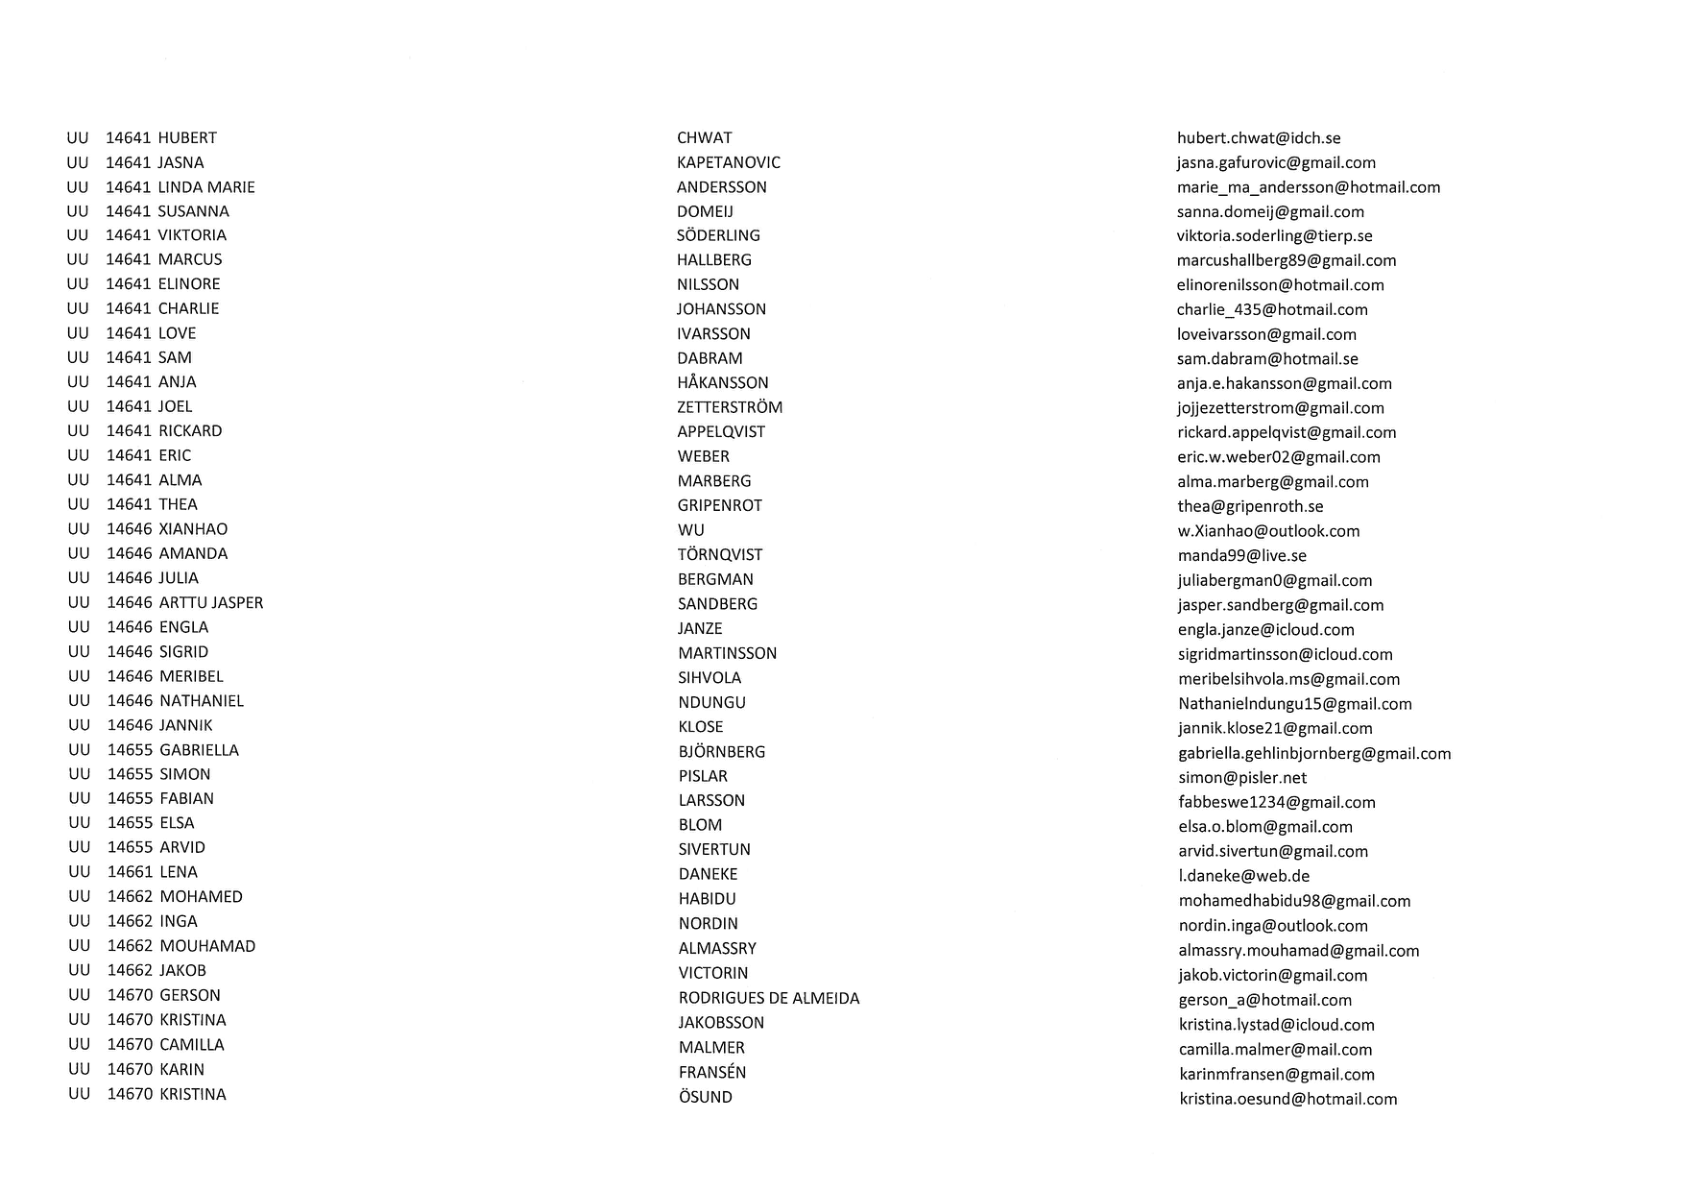 UU 14641 HUBERT CHWAT hubert.chwat@idch.se
UU 14641 JASNA KAPETANOVIC jasna.gafurovic@gmail.com
UU 14641 LINDA MARIE ANDERSSON marie_ma_andersson@hotmail.com
UU 14641 SUSANNA DOMEIJ sanna.domeij@gmail.com
UU 14641 VIKTORIA SÖDERLING viktoria.soderling@tierp.se
UU 14641 MARCUS HALLBERG marcushallberg89@gmail.com
UU 14641 ELINORE NILSSON elinorenilsson@hotmail.com
UU 14641 CHARLIE JOHANSSON charlie_435@hotmail.com
UU 14641 LOVE IVARSSON loveivarsson@gmail.com
UU 14641 SAM DABRAM sam.dabram@hotmail.se
UU 14641 ANJA HÅKANSSON anja.e.hakansson@gmail.com
UU 14641 JOEL ZETTERSTRÖM jojjezetterstrom@gmail.com
UU 14641 RICKARD APPELQVIST rickard.appelqvist@gmail.com
UU 14641 ERIC WEBER eric.w.weber02@gmail.com
UU 14641 ALMA MARBERG alma.marberg@gmail.com
UU 14641 THEA GRIPENROT thea@gripenroth.se
UU 14646 XIANHAO WU w.Xianhao@outlook.com
UU 14646 AMANDA TÖRNQVIST manda99@live.se
UU 14646 JULIA BERGMAN juliabergman0@gmail.com
UU 14646 ARTTU JASPER SANDBERG jasper.sandberg@gmail.com
UU 14646 ENGLA JANZE engla.janze@icloud.com
UU 14646 SIGRID MARTINSSON sigridmartinsson@icloud.com
UU 14646 MERIBEL SIHVOLA meribelsihvola.ms@gmail.com
UU 14646 NATHANIEL NDUNGU Nathanielndungu15@gmail.com
UU 14646 JANNIK KLOSE jannik.klose21@gmail.com
UU 14655 GABRIELLA BJÖRNBERG gabriella.gehlinbjornberg@gmail.com
UU 14655 SIMON PISLAR simon@pisler.net
UU 14655 FABIAN LARSSON fabbeswe1234@gmail.com
UU 14655 ELSA BLOM elsa.o.blom@gmail.com
UU 14655 ARVID SIVERTUN arvid.sivertun@gmail.com
UU 14661 LENA DANEKE l.daneke@web.de
UU 14662 MOHAMED HABIDU mohamedhabidu98@gmail.com
UU 14662 INGA NORDIN nordin.inga@outlook.com
UU 14662 MOUHAMAD ALMASSRY almassry.mouhamad@gmail.com
UU 14662 JAKOB VICTORIN jakob.victorin@gmail.com
UU 14670 GERSON RODRIGUES DE ALMEIDA gerson_a@hotmail.com
UU 14670 KRISTINA JAKOBSSON kristina.lystad@icloud.com
UU 14670 CAMILLA MALMER camilla.malmer@mail.com
UU 14670 KARIN FRANSÉN karinmfransen@gmail.com
UU 14670 KRISTINA ÖSUND kristina.oesund@hotmail.com